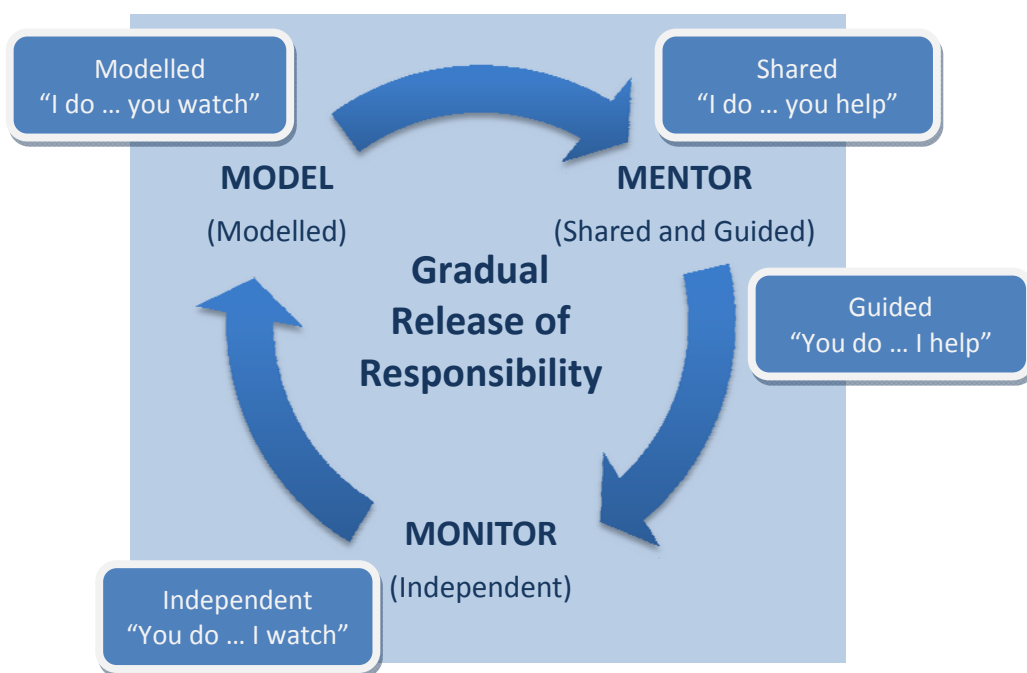 Modelled
“I do … you watch”
Shared
“I do … you help”
MODEL
(Modelled)
MENTOR
(Shared and Guided)
Gradual
Release of
Responsibility
Guided
“You do … I help”
MONITOR
(Independent)
Independent
“You do … I watch”